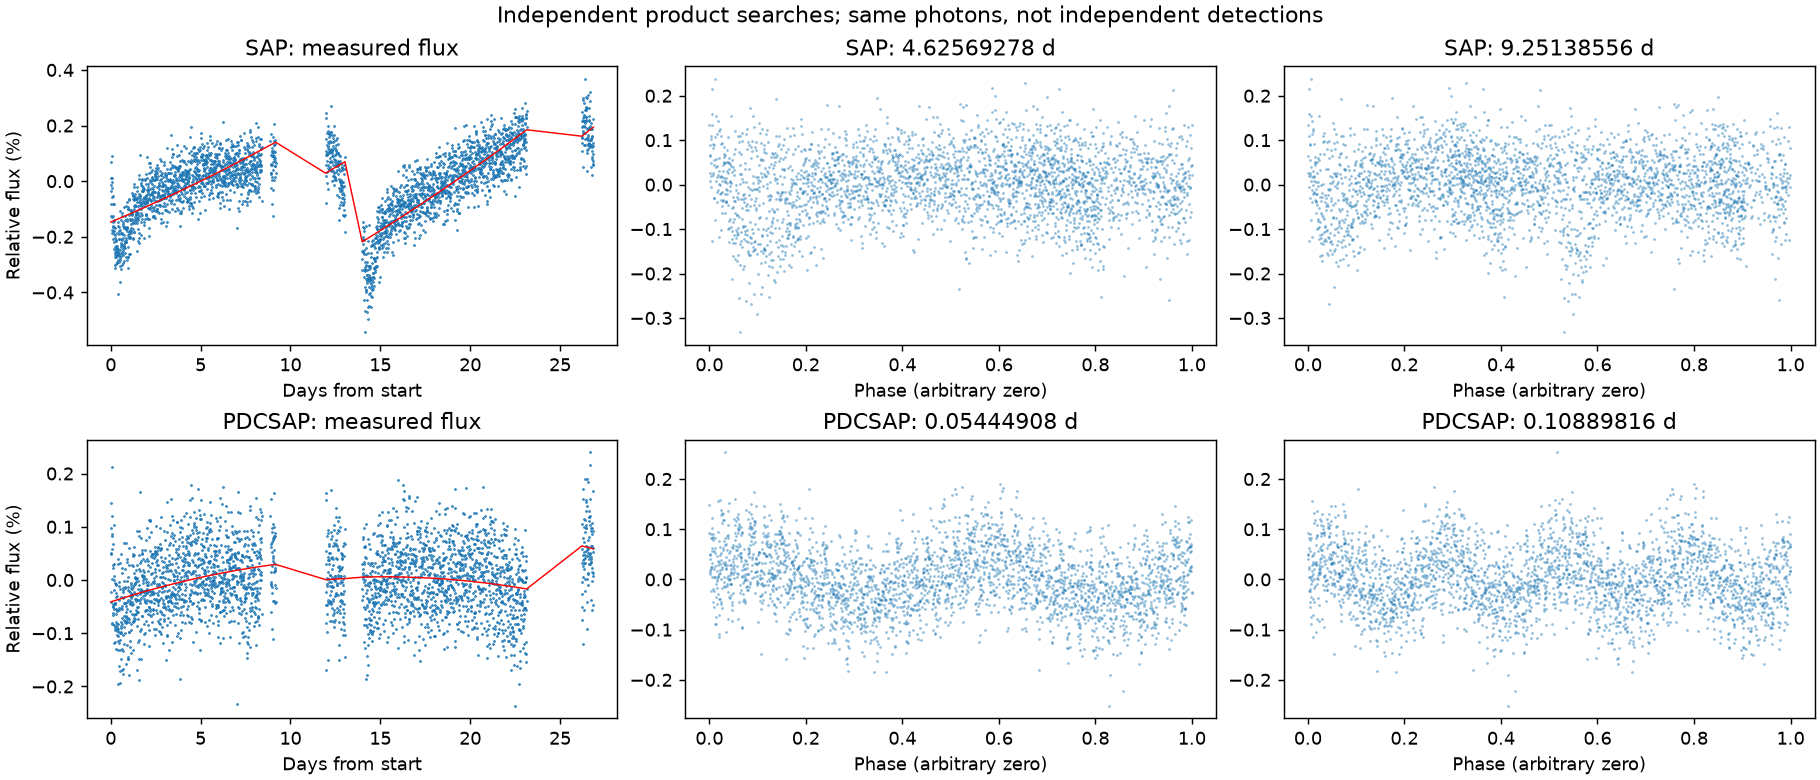 Independent product searches; same photons, not independent detections
SAP: measured flux
SAP: 4.62569278 d
SAP: 9.25138556 d
Relative flux (%)
0.4
0.2
0.0
−0.2
−0.4
0 5 10 15 20 25
Days from start
0.2
0.1
0.0
−0.1
−0.2
−0.3
0.0 0.2 0.4 0.6 0.8 1.0
Phase (arbitrary zero)
0.2
0.1
0.0
−0.1
−0.2
−0.3
0.0 0.2 0.4 0.6 0.8 1.0
Phase (arbitrary zero)
PDCSAP: measured flux
PDCSAP: 0.05444908 d
PDCSAP: 0.10889816 d
Relative flux (%)
0.2
0.1
0.0
−0.1
−0.2
0 5 10 15 20 25
Days from start
0.2
0.1
0.0
−0.1
−0.2
0.0 0.2 0.4 0.6 0.8 1.0
Phase (arbitrary zero)
0.2
0.1
0.0
−0.1
−0.2
0.0 0.2 0.4 0.6 0.8 1.0
Phase (arbitrary zero)